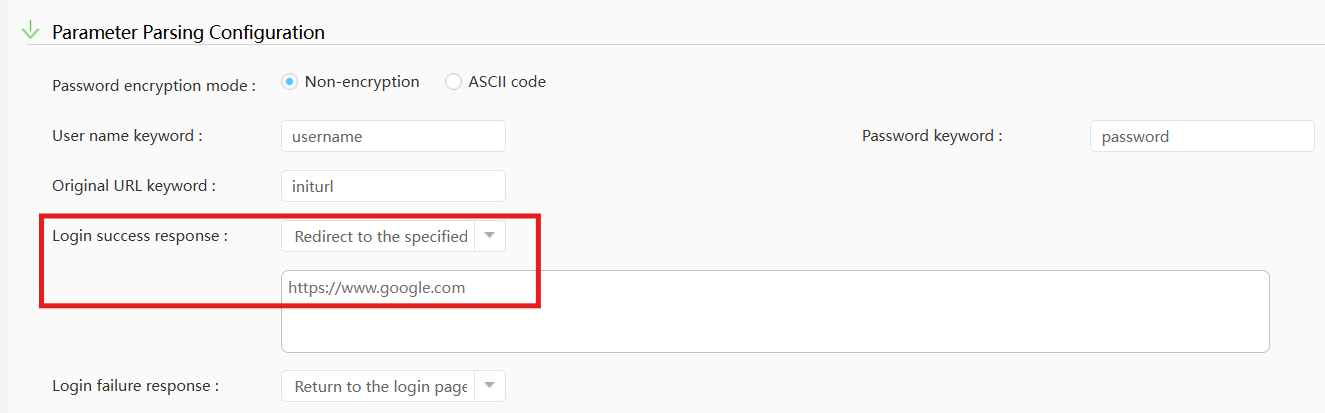 Parameter Parsing Configuration
Password encryption mode : Non-encryption ASCII code
User name keyword : username Password keyword : password
Original URL keyword : initurl
Login success response : Redirect to the specified
https://www.google.com
Login failure response : Return to the login page